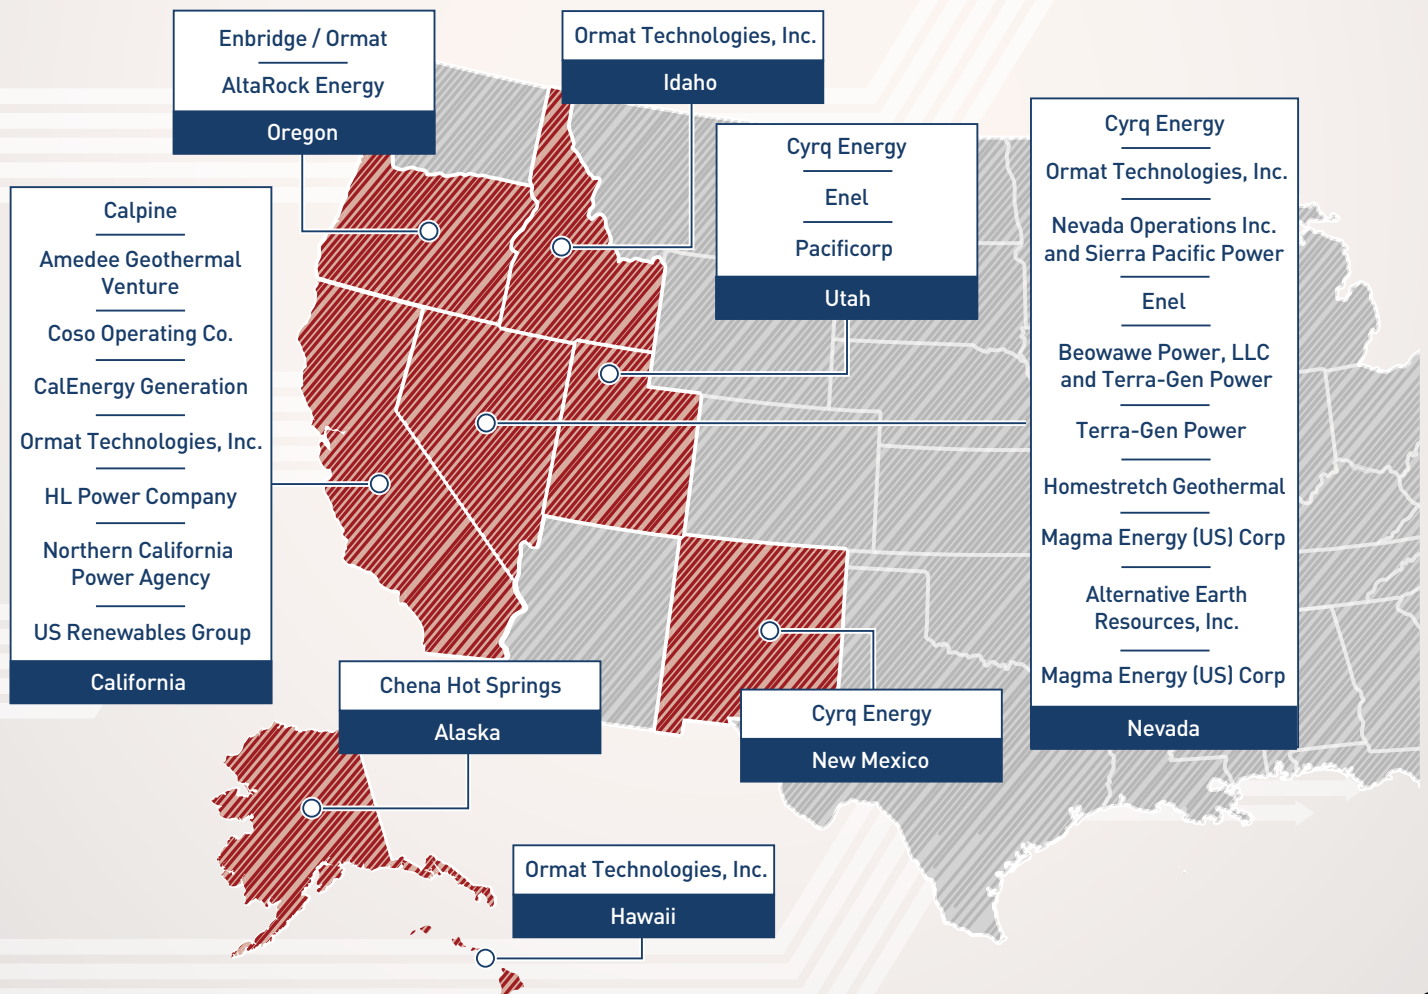 Enbridge / Ormat
AltaRock Energy
Oregon
Ormat Technologies, Inc.
Idaho
Cyrq Energy
Enel
Pacificorp
Utah
Cyrq Energy
Ormat Technologies, Inc.
Nevada Operations Inc.
and Sierra Pacific Power
Enel
Beowawe Power, LLC
and Terra-Gen Power
Terra-Gen Power
Homestretch Geothermal
Magma Energy (US) Corp
Alternative Earth
Resources, Inc.
Magma Energy (US) Corp
Nevada
Calpine
Amedee Geothermal
Venture
Coso Operating Co.
CalEnergy Generation
Ormat Technologies, Inc.
HL Power Company
Northern California
Power Agency
US Renewables Group
California
Chena Hot Springs
Alaska
Cyrq Energy
New Mexico
Ormat Technologies, Inc.
Hawaii